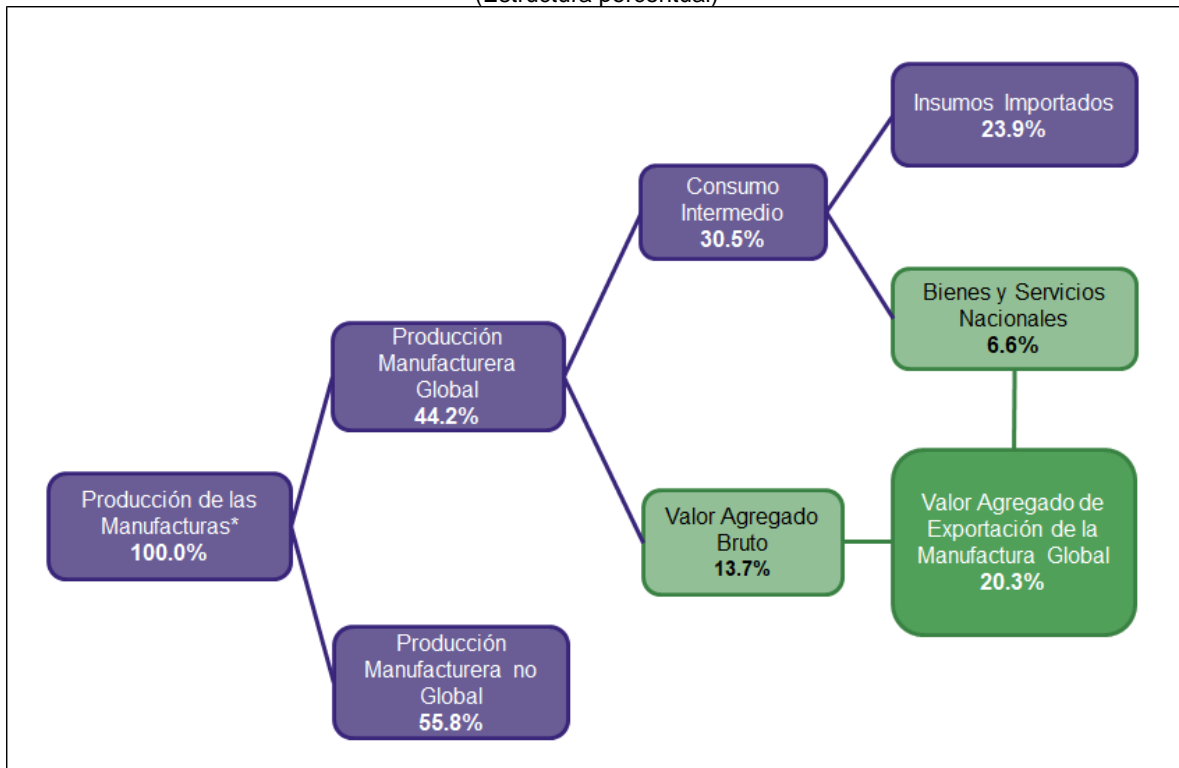 (Estructura porcentual)
Insumos Importados
23.9%
Consumo
Intermedio
30.5%
Bienes y Servicios
Nacionales
6.6%
Producción
Manufacturera
Global
44.2%
Producción de las
Manufacturas*
100.0%
Valor Agregado
Bruto
13.7%
Valor Agregado de
Exportación de la
Manufactura Global
20.3%
Producción
Manufacturera no
Global
55.8%